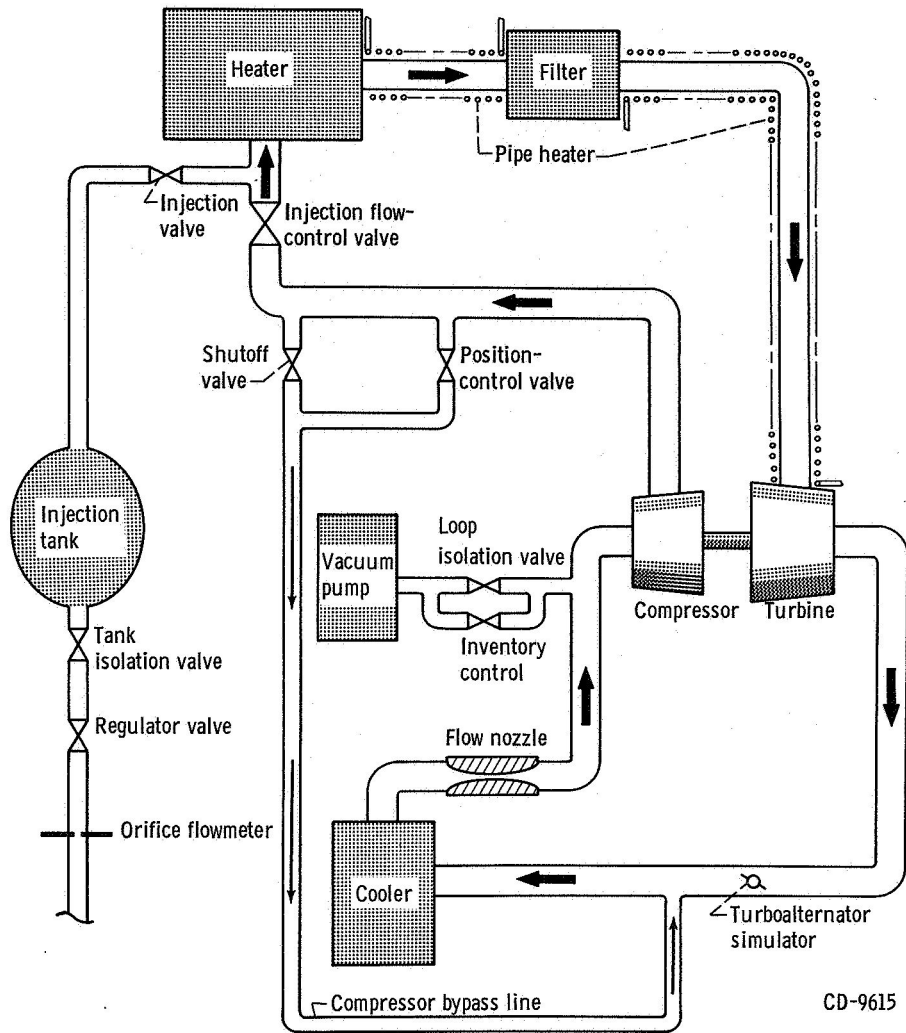 Heater
Filter
Pipe heater
Injection
valve
Injection flow-
control valve
Shutoff
valve
Position-
control valve
Injection
tank
Vacuum
pump
Loop
isolation valve
Compressor
Turbine
Inventory
control
Tank
isolation valve
Regulator valve
Flow nozzle
Orifice flowmeter
Cooler
Turboalternator
simulator
Compressor bypass line
CD-9615